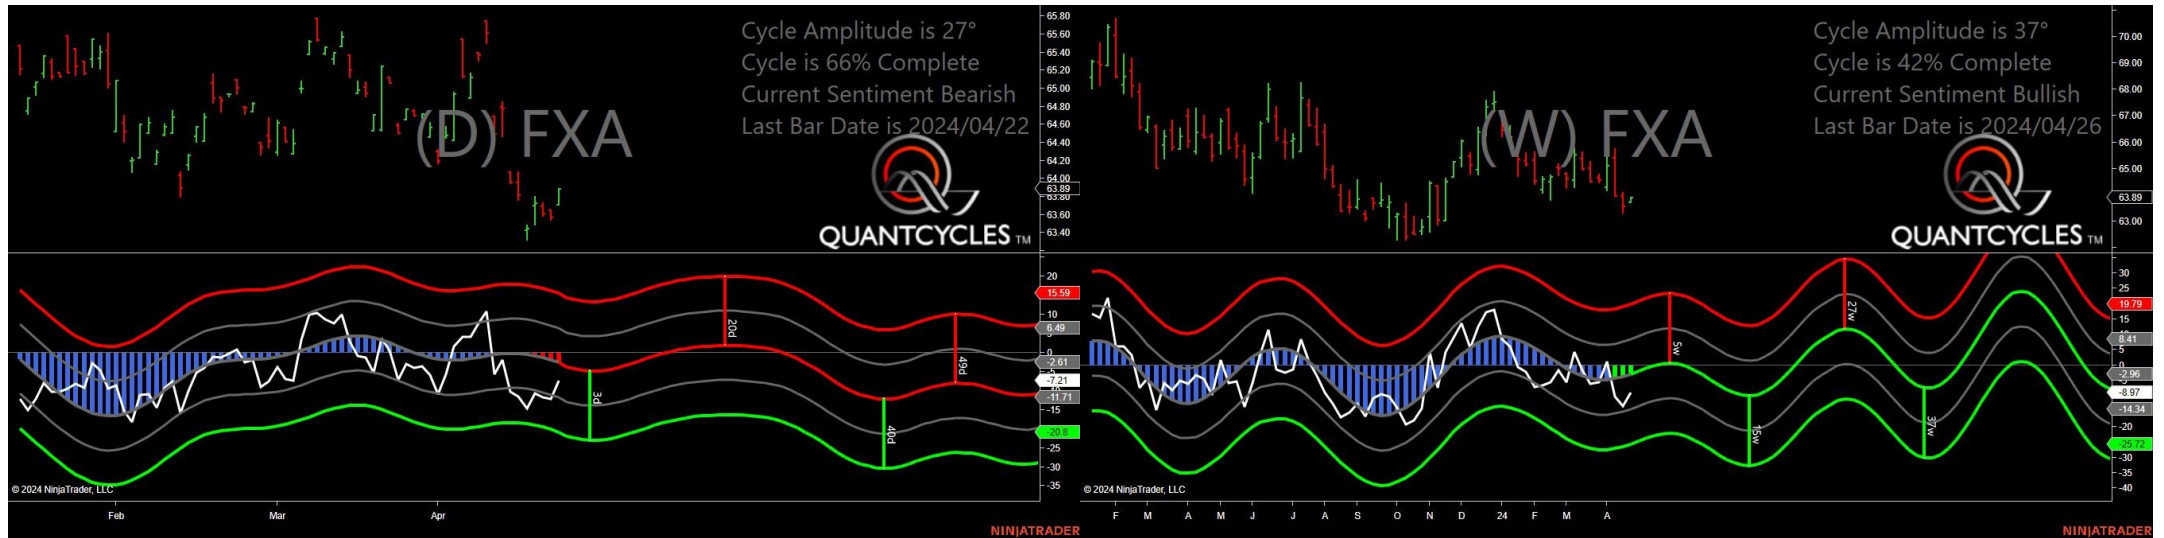 Cycle Amplitude is 27°
Cycle is 66% Complete
Current Sentiment Bearish
Last Bar Date is 2024/04/22
(D) FXA
QUANTCYCLES TM
65.80
65.60
65.40
65.20
65.00
64.80
64.60
64.40
64.20
64.00
63.89
63.80
63.60
63.40
20
15.59
10
6.49
0
-2.61
-7.21
-11.71
-15
-20.8
-25
-30
-35
3d
20d
40d
49d
© 2024 NinjaTrader, LLC
Feb
Mar
Apr
NINJATRADER
Cycle Amplitude is 37°
Cycle is 42% Complete
Current Sentiment Bullish
Last Bar Date is 2024/04/26
(W) FXA
QUANTCYCLES TM
70.00
69.00
68.00
67.00
66.00
65.00
63.89
63.00
30
19.79
15
8.41
5
0
-2.96
-8.97
-14.34
-20
-25.72
-30
-35
-40
5w
15w
27w
37w
© 2024 NinjaTrader, LLC
F M A M J J A S O N D 24 F M A
NINJATRADER